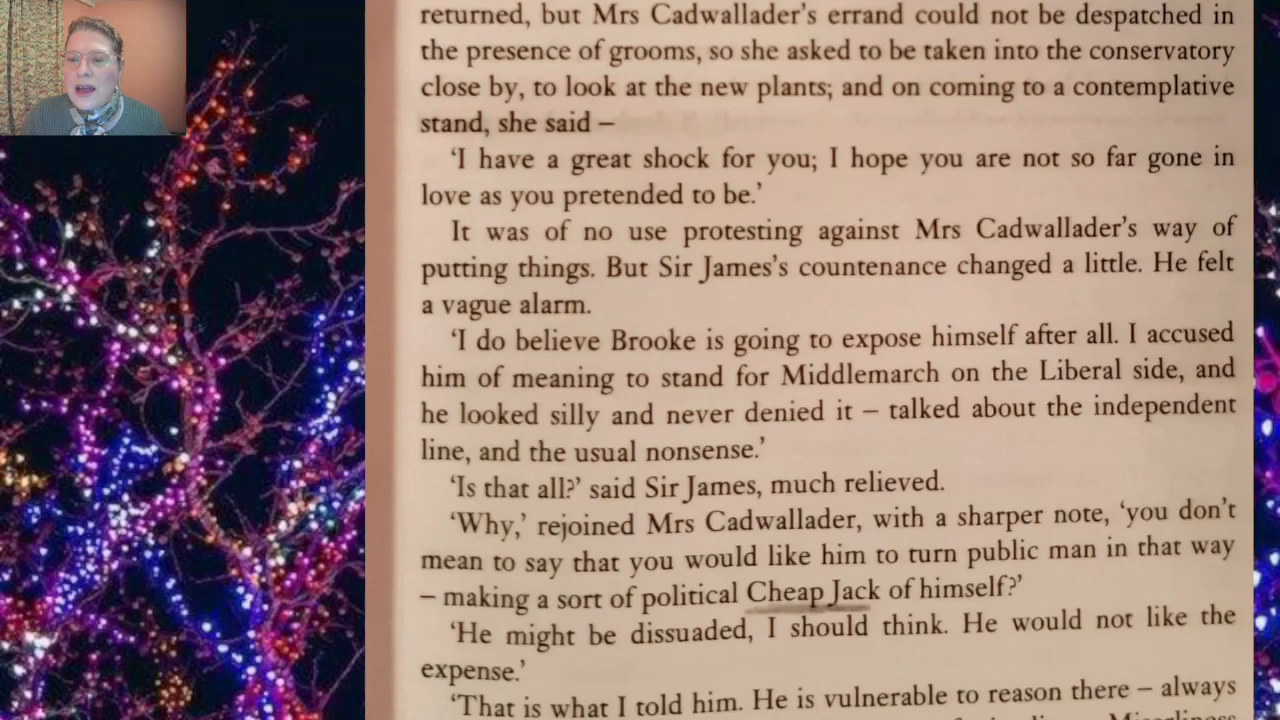 returned, but Mrs Cadwallader's errand could not be despatched in
the presence of grooms, so she asked to be taken into the conservatory
close by, to look at the new plants; and on coming to a contemplative
stand, she said –
'I have a great shock for you; I hope you are not so far gone in
love as you pretended to be.'
It was of no use protesting against Mrs Cadwallader's way of
putting things. But Sir James's countenance changed a little. He felt
a vague alarm.
'I do believe Brooke is going to expose himself after all. I accused
him of meaning to stand for Middlemarch on the Liberal side, and
he looked silly and never denied it – talked about the independent
line, and the usual nonsense.'
'Is that all?' said Sir James, much relieved.
'Why,' rejoined Mrs Cadwallader, with a sharper note, 'you don't
mean to say that you would like him to turn public man in that way
– making a sort of political Cheap Jack of himself?'
'He might be dissuaded, I should think. He would not like the
expense.'
'That is what I told him. He is vulnerable to reason there – always